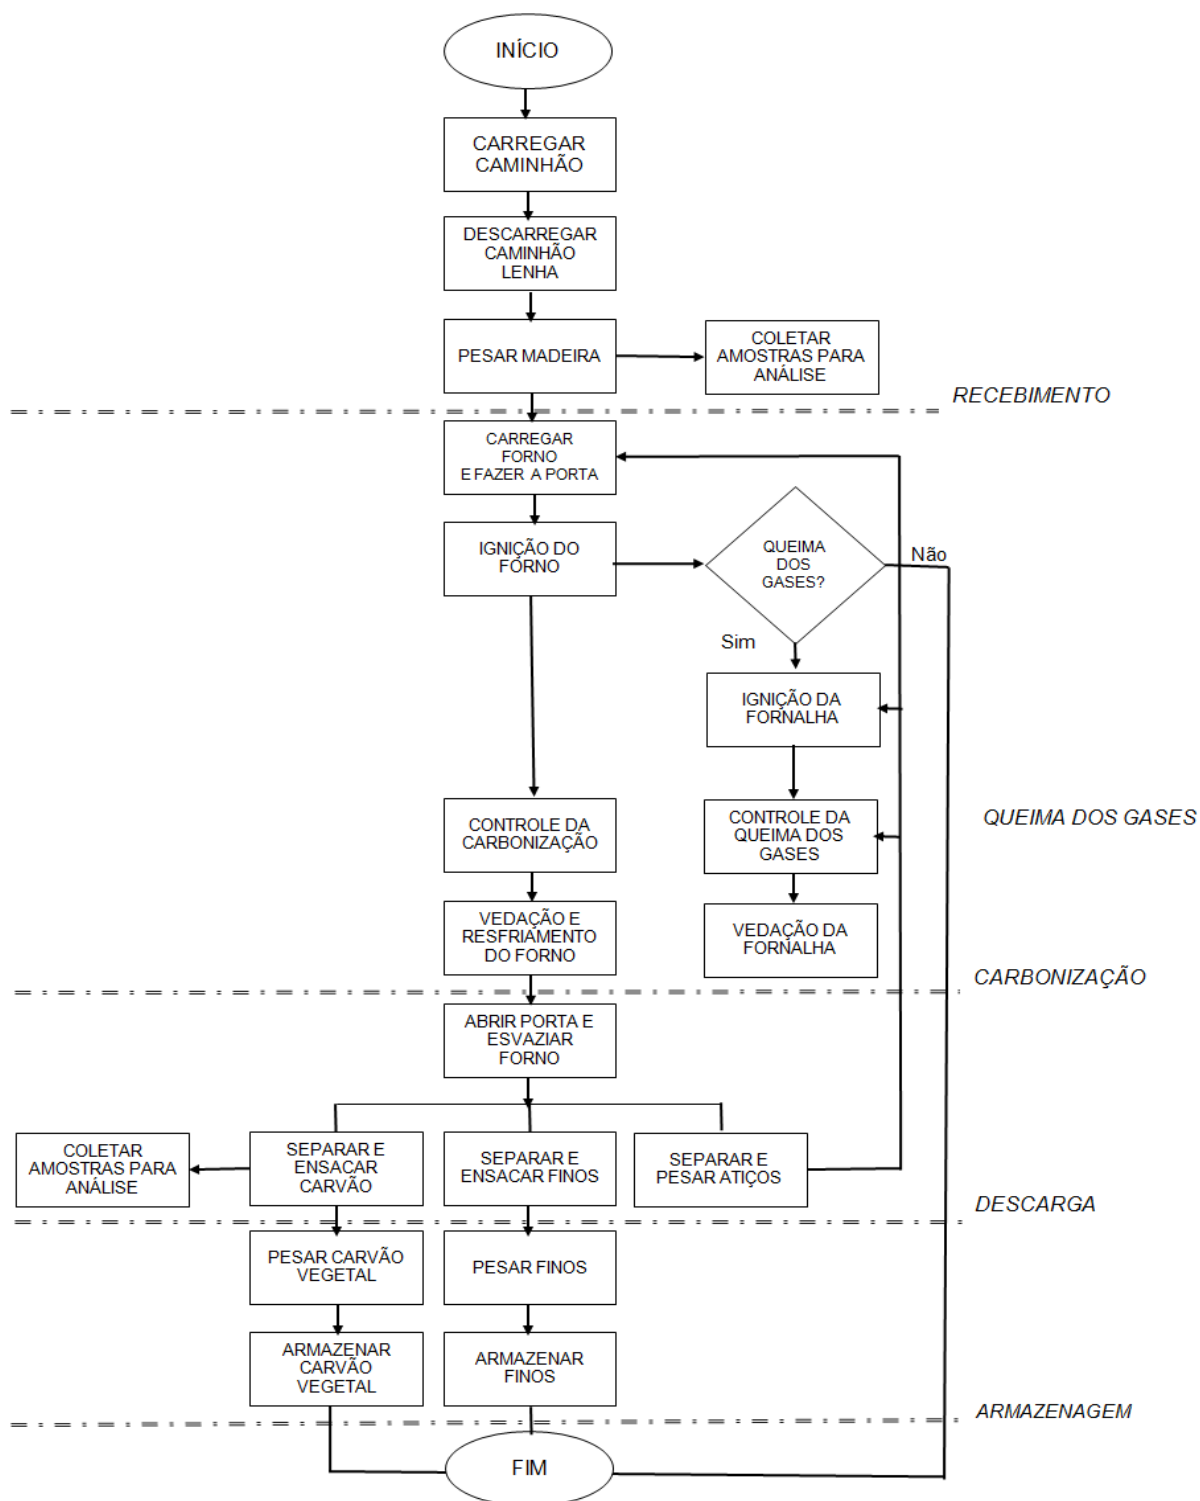 INÍCIO
CARREGAR
CAMINHÃO
DESCARREGAR
CAMINHÃO
LENHA
PESAR MADEIRA
COLETAR
AMOSTRAS PARA
ANÁLISE
RECEBIMENTO
CARREGAR
FORNO
E FAZER A PORTA
IGNIÇÃO DO
FORNO
QUEIMA
DOS
GASES?
Não
Sim
IGNIÇÃO DA
FORNALHA
CONTROLE DA
CARBONIZAÇÃO
CONTROLE DA
QUEIMA DOS
GASES
QUEIMA DOS GASES
VEDAÇÃO E
RESFRIAMENTO
DO FORNO
VEDAÇÃO DA
FORNALHA
CARBONIZAÇÃO
ABRIR PORTA E
ESVAZIAR
FORNO
COLETAR
AMOSTRAS PARA
ANÁLISE
SEPARAR E
ENSACAR
CARVÃO
SEPARAR E
ENSACAR FINOS
SEPARAR E
PESAR ATIÇOS
DESCARGA
PESAR CARVÃO
VEGETAL
PESAR FINOS
ARMAZENAR
CARVÃO
VEGETAL
ARMAZENAR
FINOS
ARMAZENAGEM
FIM